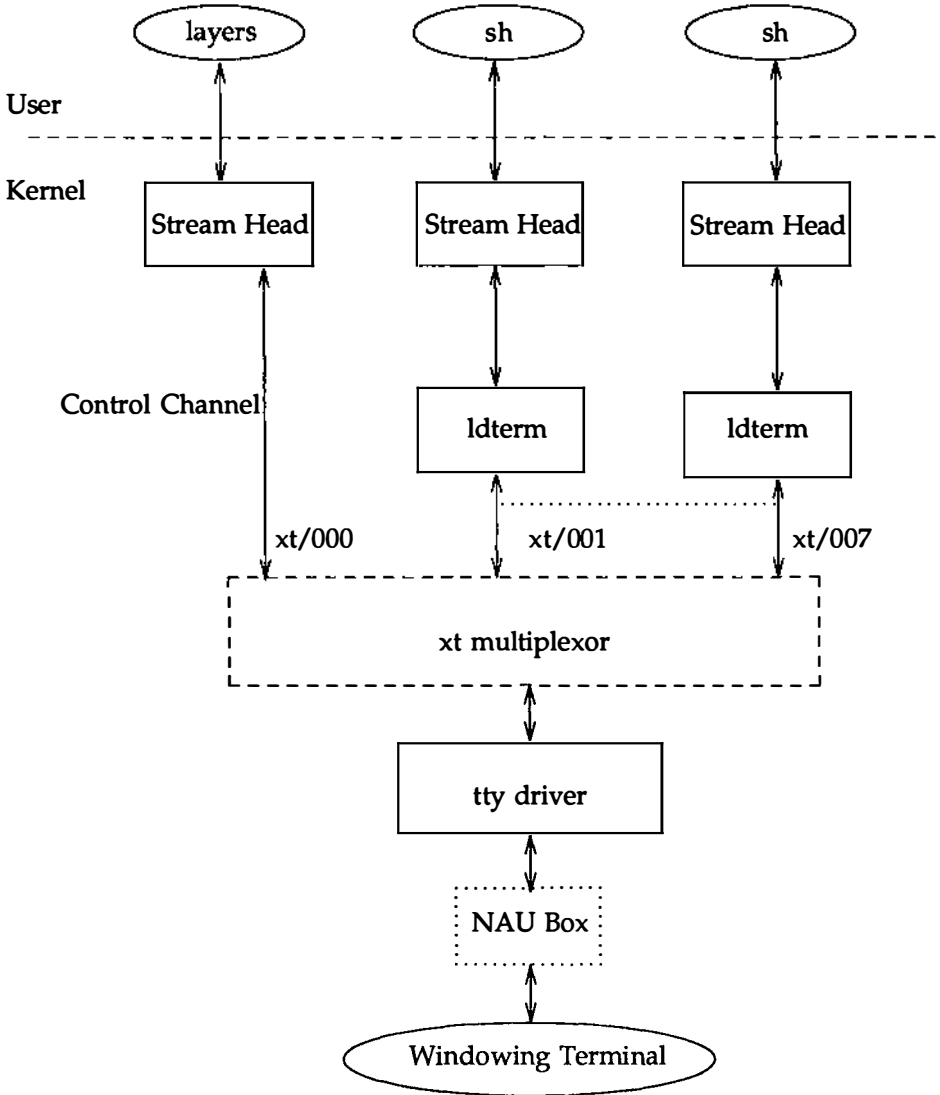 layers
sh
sh
User
Kernel
Stream Head
Stream Head
Stream Head
Control Channel
ldterm
ldterm
xt/000
xt/001
xt/007
xt multiplexor
tty driver
NAU Box
Windowing Terminal